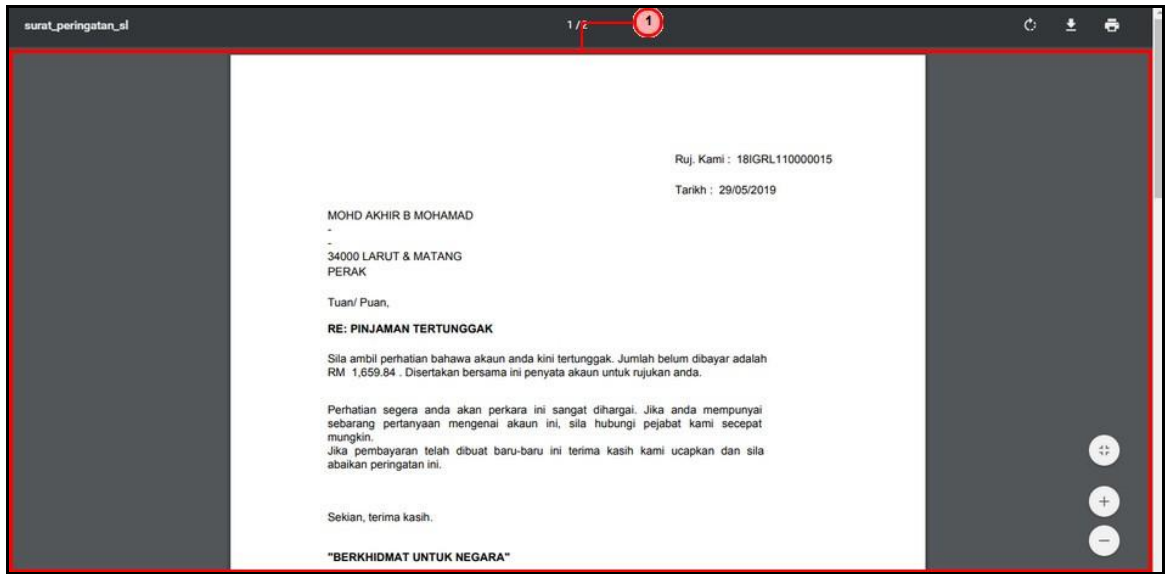 surat_peringatan_sl
1 / 2
1
Ruj. Kami : 18IGRL110000015
Tarikh : 29/05/2019
MOHD AKHIR B MOHAMAD
-
-
34000 LARUT & MATANG
PERAK
Tuan/ Puan,
RE: PINJAMAN TERTUNGGAK
Sila ambil perhatian bahawa akaun anda kini tertunggak. Jumlah belum dibayar adalah
RM 1,659.84 . Disertakan bersama ini penyata akaun untuk rujukan anda.
Perhatian segera anda akan perkara ini sangat dihargai. Jika anda mempunyai
sebarang pertanyaan mengenai akaun ini, sila hubungi pejabat kami secepat
mungkin.
Jika pembayaran telah dibuat baru-baru ini terima kasih kami ucapkan dan sila
abaikan peringatan ini.
Sekian, terima kasih.
"BERKHIDMAT UNTUK NEGARA"